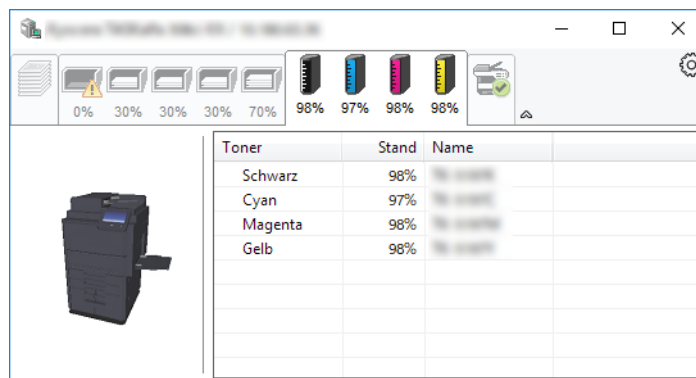 0% 30% 30% 30% 70% 98% 97% 98% 98%
Toner Stand Name
Schwarz 98%
Cyan 97%
Magenta 98%
Gelb 98%